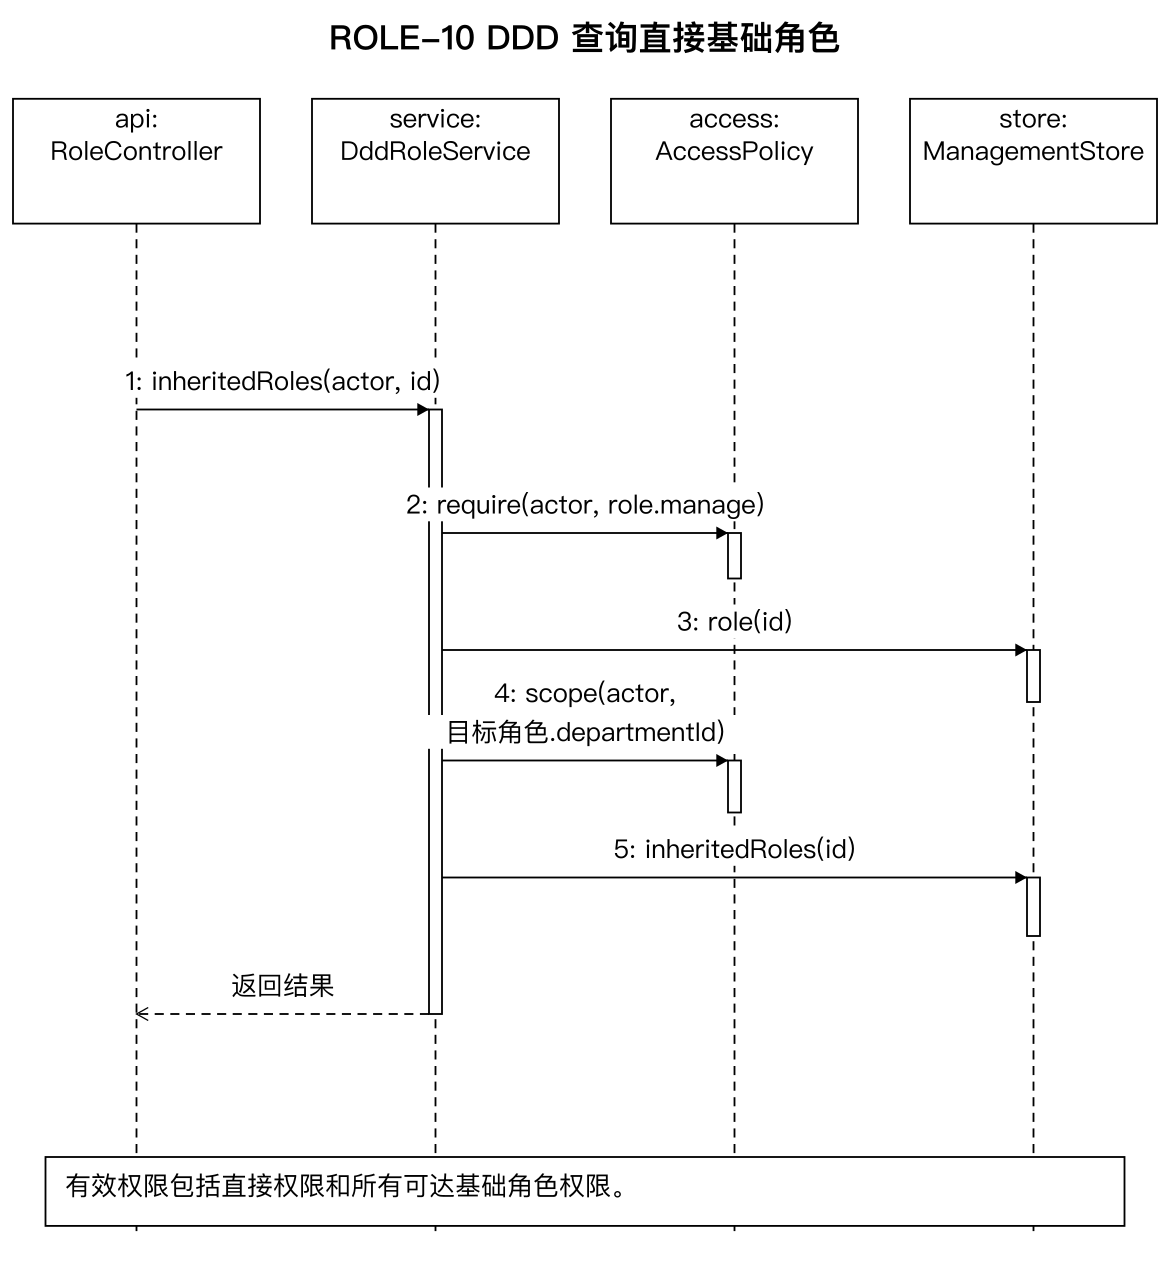 ROLE–10 DDD 查询直接基础角色
api:
RoleController
service:
DddRoleService
access:
AccessPolicy
store:
ManagementStore
1: inheritedRoles(actor, id)
2: require(actor, role.manage)
3: role(id)
4: scope(actor,
目标角色.departmentId)
5: inheritedRoles(id)
返回结果
有效权限包括直接权限和所有可达基础角色权限。